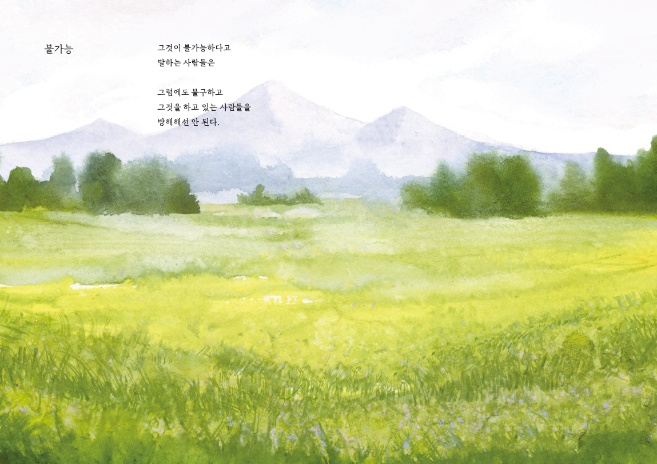 불가능
그것이 불가능하다고
말하는 사람들은
그럼에도 불구하고
그것을 하고 있는 사람들을
방해해선 안 된다.